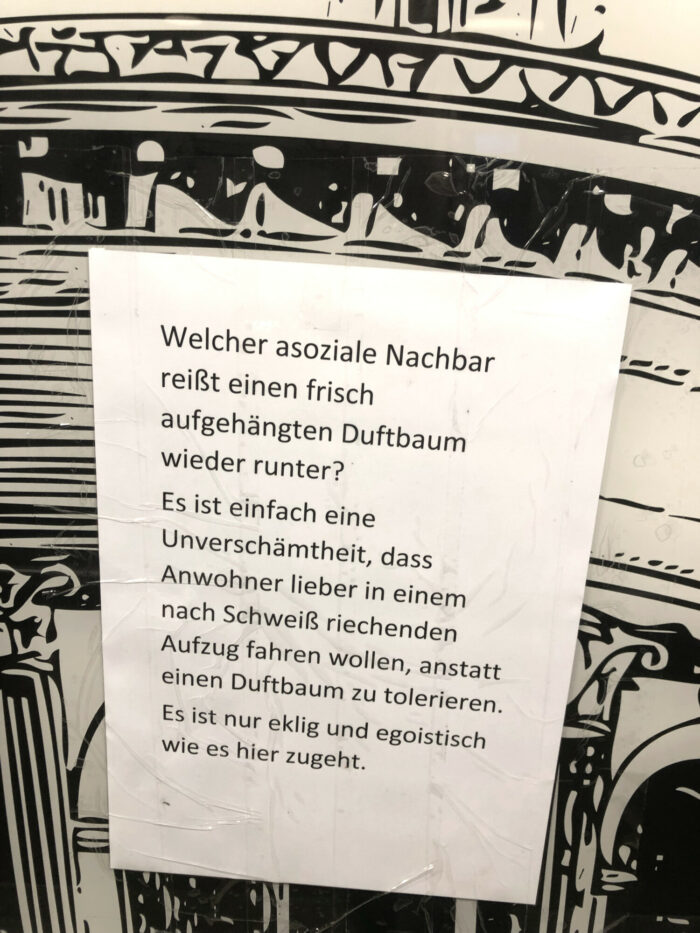 Welcher asoziale Nachbar
reißt einen frisch
aufgehängten Duftbaum
wieder runter?
Es ist einfach eine
Unverschämtheit, dass
Anwohner lieber in einem
nach Schweiß riechenden
Aufzug fahren wollen, anstatt
einen Duftbaum zu tolerieren.
Es ist nur eklig und egoistisch
wie es hier zugeht.